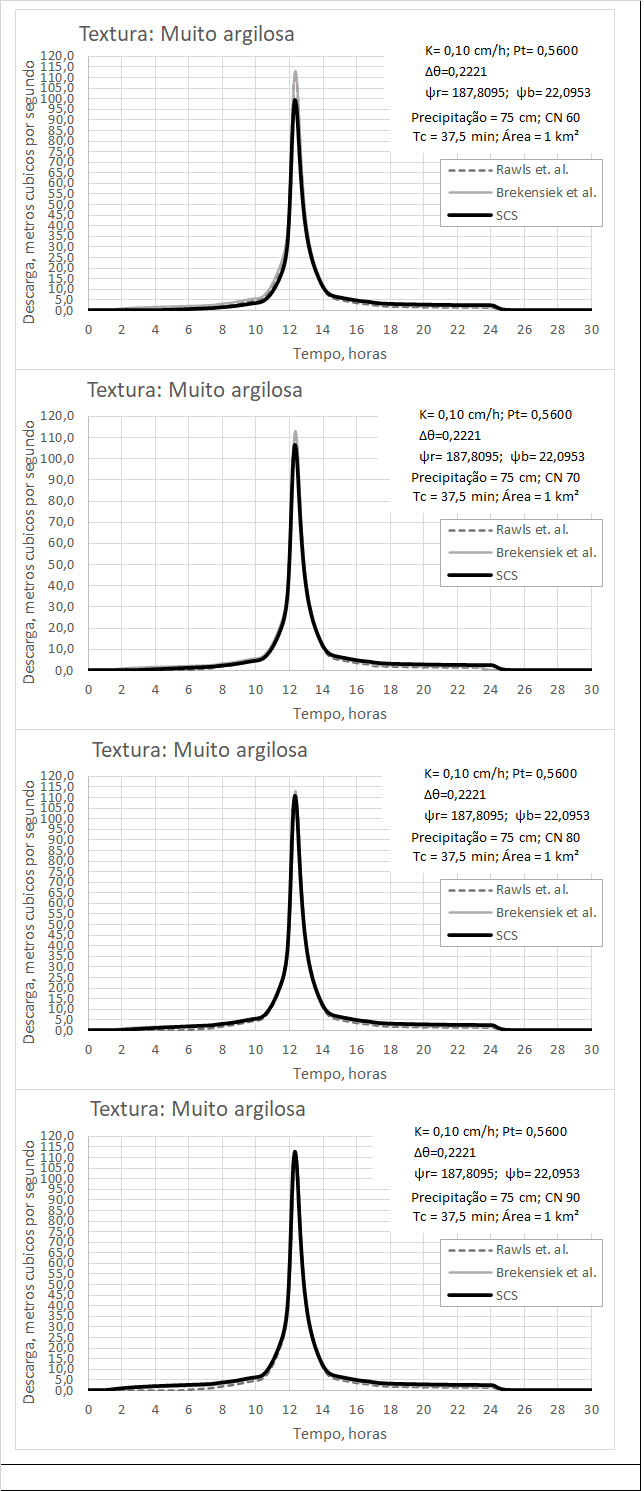 Textura: Muito argilosa
K= 0,10 cm/h; Pt= 0,5600
Δθ=0,2221
ψr= 187,8095; ψb= 22,0953
Precipitação = 75 cm; CN 60
Tc = 37,5 min; Área = 1 km²
Rawls et. al.
Brekensiek et al.
SCS
Descarga, metros cubicos por segundo
120,0
115,0
110,0
105,0
100,0
95,0
90,0
85,0
80,0
75,0
70,0
65,0
60,0
55,0
50,0
45,0
40,0
35,0
30,0
25,0
20,0
15,0
10,0
5,0
0,0
0 2 4 6 8 10 12 14 16 18 20 22 24 26 28 30
Tempo, horas
Textura: Muito argilosa
K= 0,10 cm/h; Pt= 0,5600
Δθ=0,2221
ψr= 187,8095; ψb= 22,0953
Precipitação = 75 cm; CN 70
Tc = 37,5 min; Área = 1 km²
Rawls et. al.
Brekensiek et al.
SCS
Descarga, metros cubicos por segundo
120,0
110,0
100,0
90,0
80,0
70,0
60,0
50,0
40,0
30,0
20,0
10,0
0,0
0 2 4 6 8 10 12 14 16 18 20 22 24 26 28 30
Tempo, horas
Textura: Muito argilosa
K= 0,10 cm/h; Pt= 0,5600
Δθ=0,2221
ψr= 187,8095; ψb= 22,0953
Precipitação = 75 cm; CN 80
Tc = 37,5 min; Área = 1 km²
Rawls et. al.
Brekensiek et al.
SCS
Descarga, metros cubicos por segundo
120,0
115,0
110,0
105,0
100,0
95,0
90,0
85,0
80,0
75,0
70,0
65,0
60,0
55,0
50,0
45,0
40,0
35,0
30,0
25,0
20,0
15,0
10,0
5,0
0,0
0 2 4 6 8 10 12 14 16 18 20 22 24 26 28 30
Tempo, horas
Textura: Muito argilosa
K= 0,10 cm/h; Pt= 0,5600
Δθ=0,2221
ψr= 187,8095; ψb= 22,0953
Precipitação = 75 cm; CN 90
Tc = 37,5 min; Área = 1 km²
Rawls et. al.
Brekensiek et al.
SCS
Descarga, metros cubicos por segundo
120,0
115,0
110,0
105,0
100,0
95,0
90,0
85,0
80,0
75,0
70,0
65,0
60,0
55,0
50,0
45,0
40,0
35,0
30,0
25,0
20,0
15,0
10,0
5,0
0,0
0 2 4 6 8 10 12 14 16 18 20 22 24 26 28 30
Tempo, horas